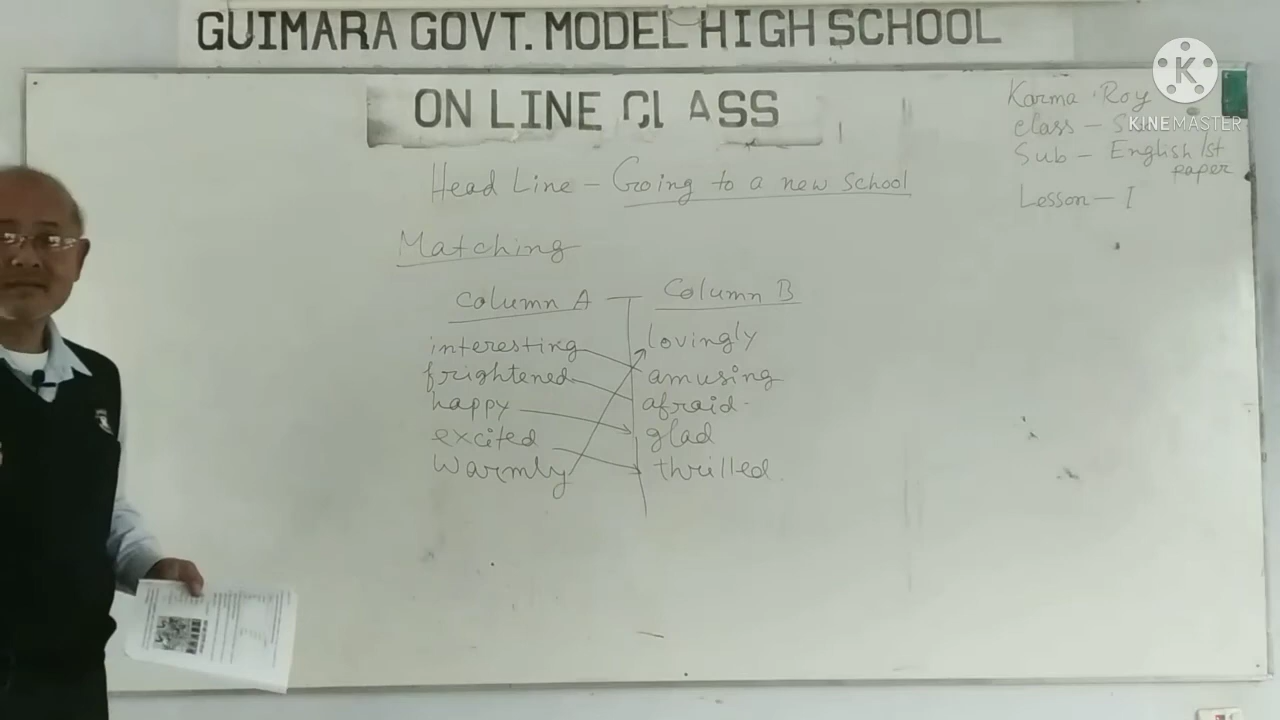 GUIMARA GOVT. MODEL HIGH SCHOOL
ON LINE CLASS
Head Line - Going to a new school
Matching
Column A
Column B
interesting
frightened
happy
excited
Warmly
lovingly
amusing
afraid
glad
thrilled
Karma Roy
class -
Sub - English 1st
paper
Lesson - I
K
KINEMASTER